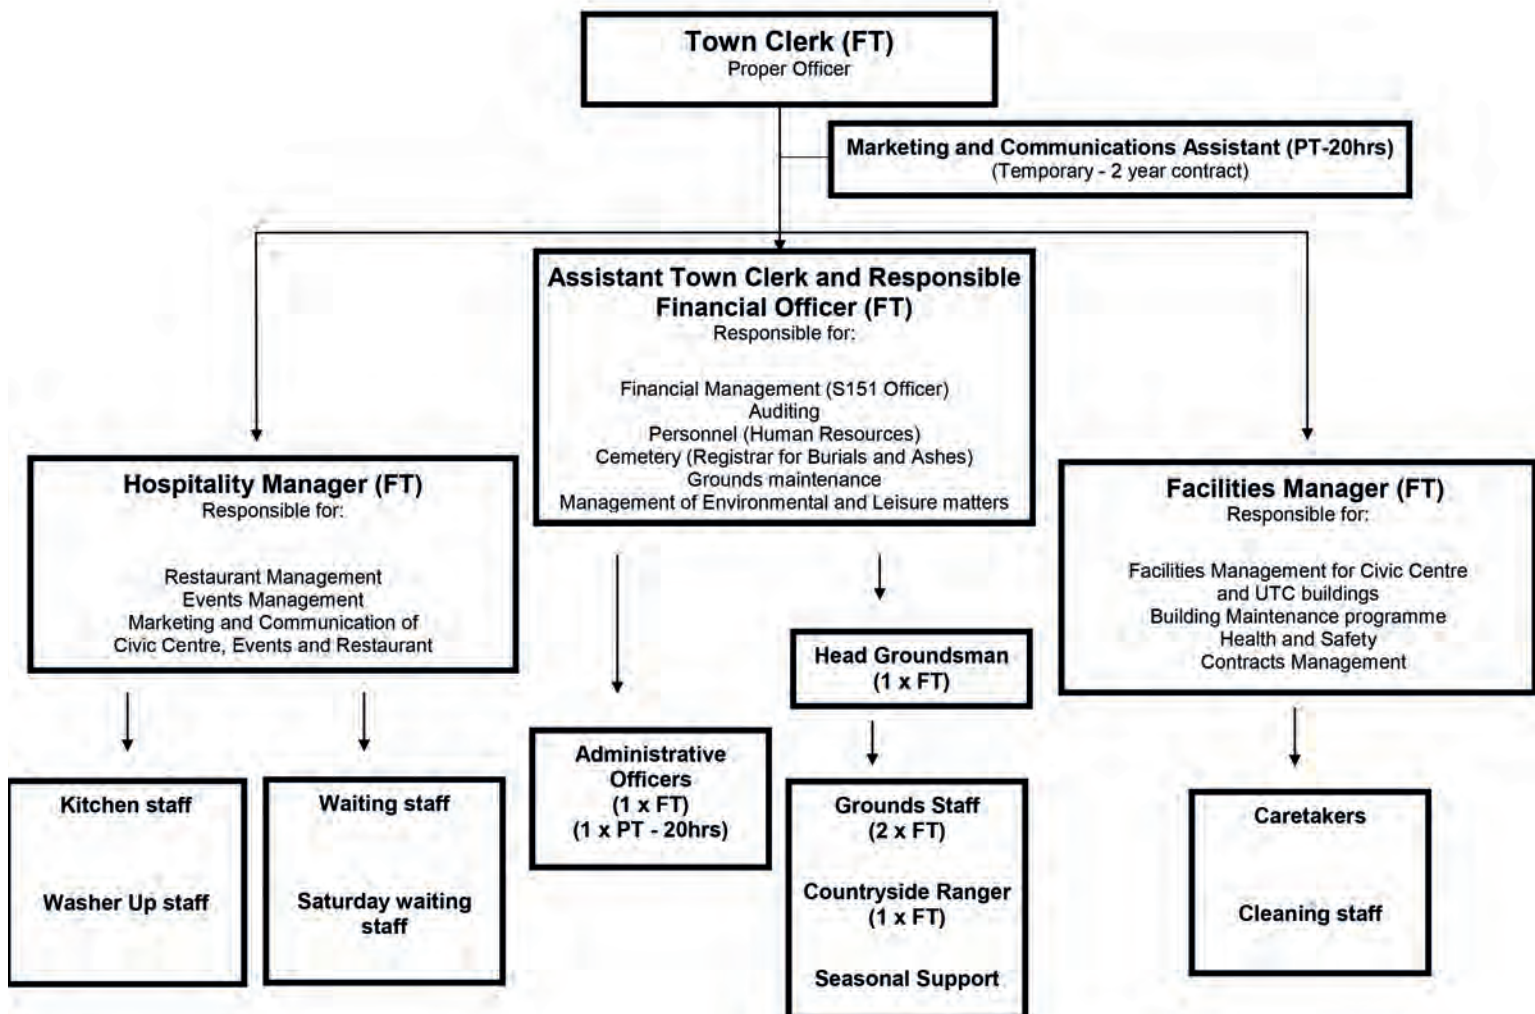 Town Clerk (FT)
Proper Officer
Marketing and Communications Assistant (PT-20hrs)
(Temporary - 2 year contract)
Assistant Town Clerk and Responsible
Financial Officer (FT)
Responsible for:
Financial Management (S151 Officer)
Auditing
Personnel (Human Resources)
Cemetery (Registrar for Burials and Ashes)
Grounds maintenance
Management of Environmental and Leisure matters
Hospitality Manager (FT)
Responsible for:
Restaurant Management
Events Management
Marketing and Communication of
Civic Centre, Events and Restaurant
Facilities Manager (FT)
Responsible for:
Facilities Management for Civic Centre
and UTC buildings
Building Maintenance programme
Health and Safety
Contracts Management
Head Groundsman
(1 x FT)
Kitchen staff
Washer Up staff
Waiting staff
Saturday waiting
staff
Administrative
Officers
(1 x FT)
(1 x PT - 20hrs)
Grounds Staff
(2 x FT)
Countryside Ranger
(1 x FT)
Seasonal Support
Caretakers
Cleaning staff